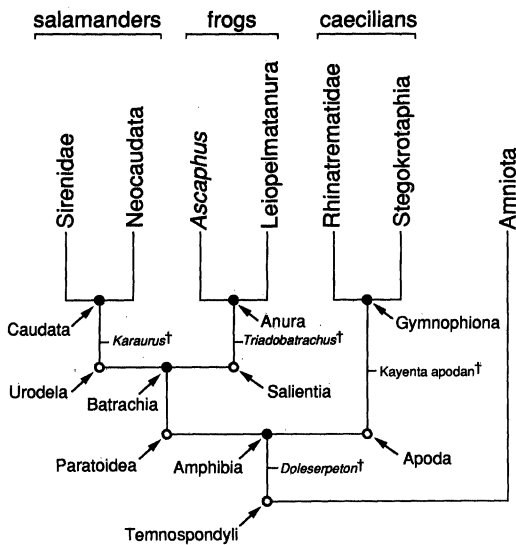 salamanders frogs caecilians
Sirenidae
Neocaudata
Ascaphus
Leiopelmatanura
Rhinatrematidae
Stegokrotaphia
Amniota
Caudata
Anura
Gymnophiona
Karaurus†
Triadobatrachus†
Kayenta apodan†
Urodela
Batrachia
Salientia
Paratoidea
Amphibia
Apoda
Doleserpeton†
Temnospondyli